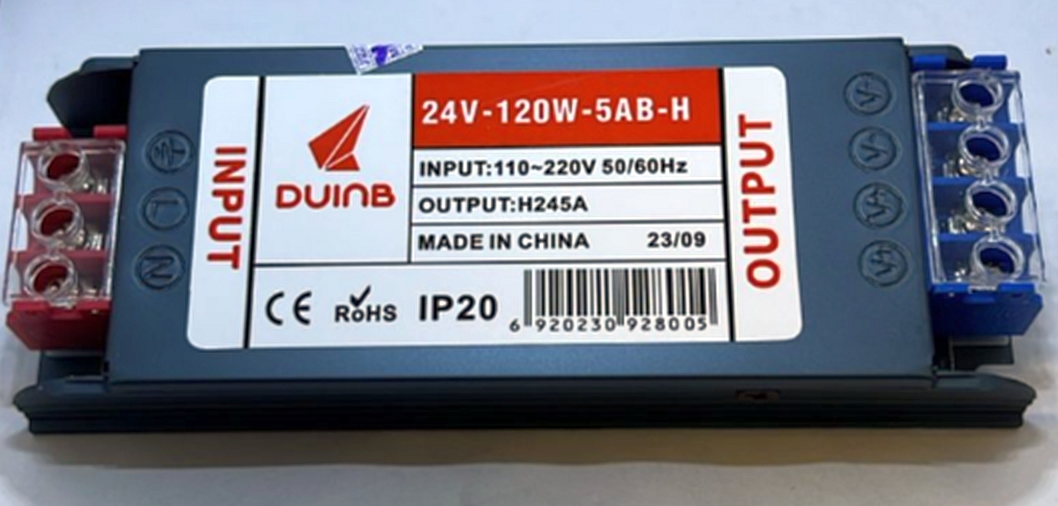 INPUT
L
N
DUINB
24V-120W-5AB-H
INPUT:110~220V 50/60Hz
OUTPUT:H245A
MADE IN CHINA 23/09
CE RoHS IP20
6 920230 928005
OUTPUT
V-
V-
V+
V+